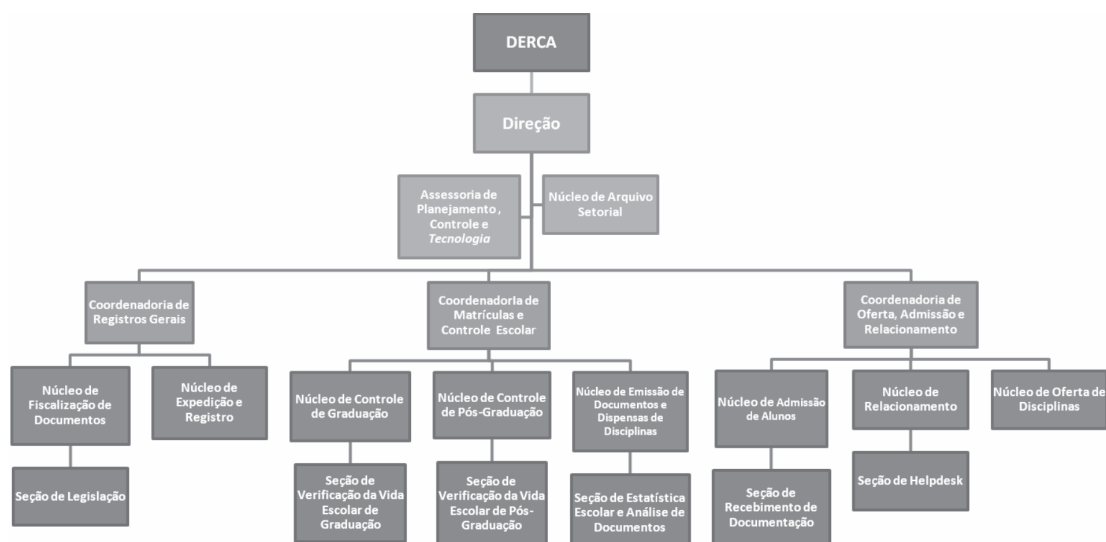 DERCA
Direção
Assessoria de
Planejamento ,
Controle e
Tecnologia
Núcleo de Arquivo
Setorial
Coordenadoria de
Registros Gerais
Coordenadoria de
Matrículas e
Controle Escolar
Coordenadoria de
Oferta, Admissão e
Relacionamento
Núcleo de
Fiscalização de
Documentos
Núcleo de
Expedição e
Registro
Núcleo de Controle
de Graduação
Núcleo de Controle
de Pós-Graduação
Núcleo de Emissão de
Documentos e
Dispensas de
Disciplinas
Núcleo de Admissão
de Alunos
Núcleo de
Relacionamento
Núcleo de Oferta de
Disciplinas
Seção de Legislação
Seção de
Verificação da Vida
Escolar de
Graduação
Seção de
Verificação da Vida
Escolar de Pós-
Graduação
Seção de Estatística
Escolar e Análise de
Documentos
Seção de
Recebimento de
Documentação
Seção de Helpdesk